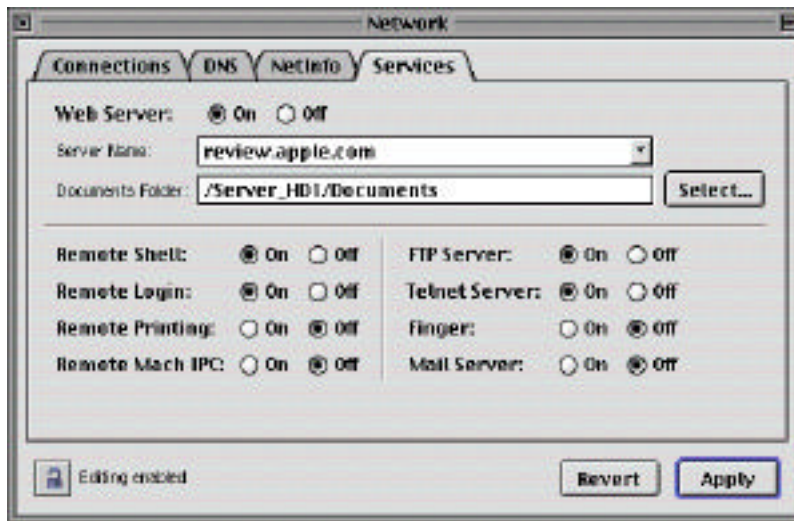 Network
Connections DNS NetInfo Services
Web Server: On Off
Server Name: review.apple.com
Documents Folder: /Server_HD1/Documents Select...
Remote Shell: On Off FTP Server: On Off
Remote Login: On Off Telnet Server: On Off
Remote Printing: On Off Finger: On Off
Remote Mach IPC: On Off Mail Server: On Off
Editing enabled Revert Apply